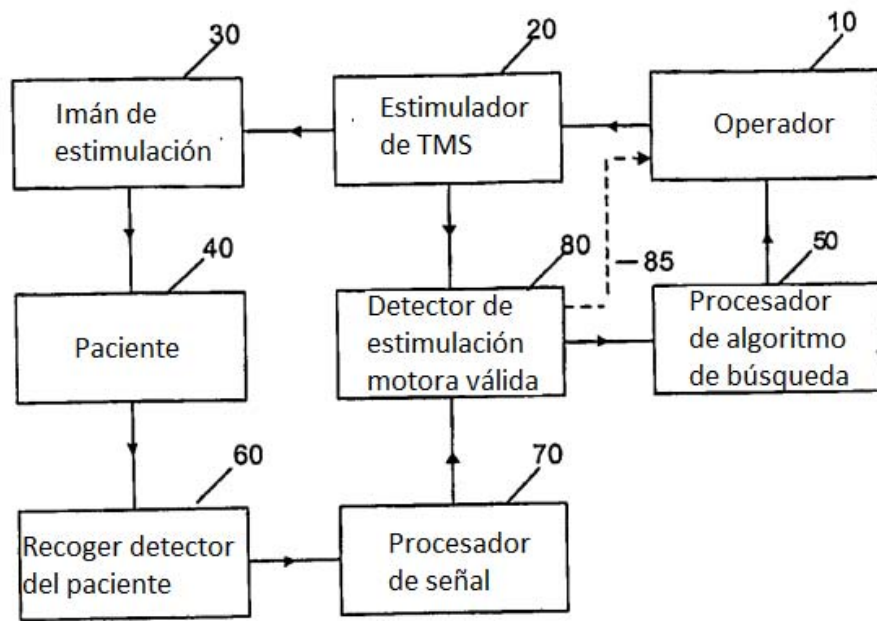 30
20
10
Imán de
estimulación
Estimulador
de TMS
Operador
40
80
85
50
Paciente
Detector de
estimulación
motora válida
Procesador
de algoritmo
de búsqueda
60
70
Recoger detector
del paciente
Procesador
de señal